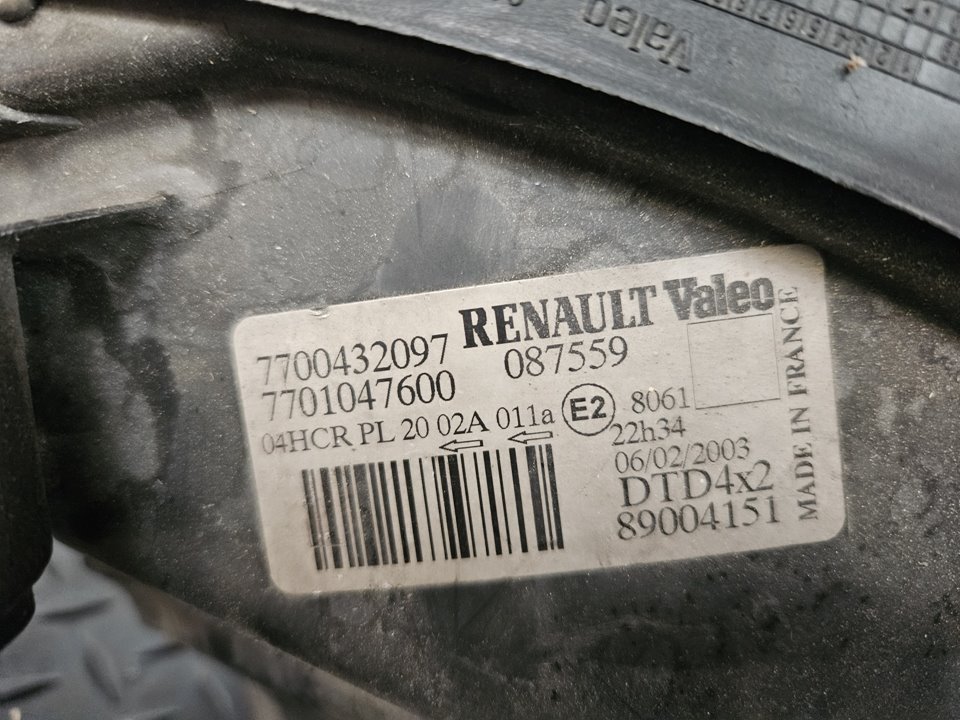 Valeo
RENAULT Valeo
7700432097 087559
7701047600
04HCR PL 20 02A 011a E2 8061
22h34
06/02/2003
DTD4x2
89004151
MADE IN FRANCE